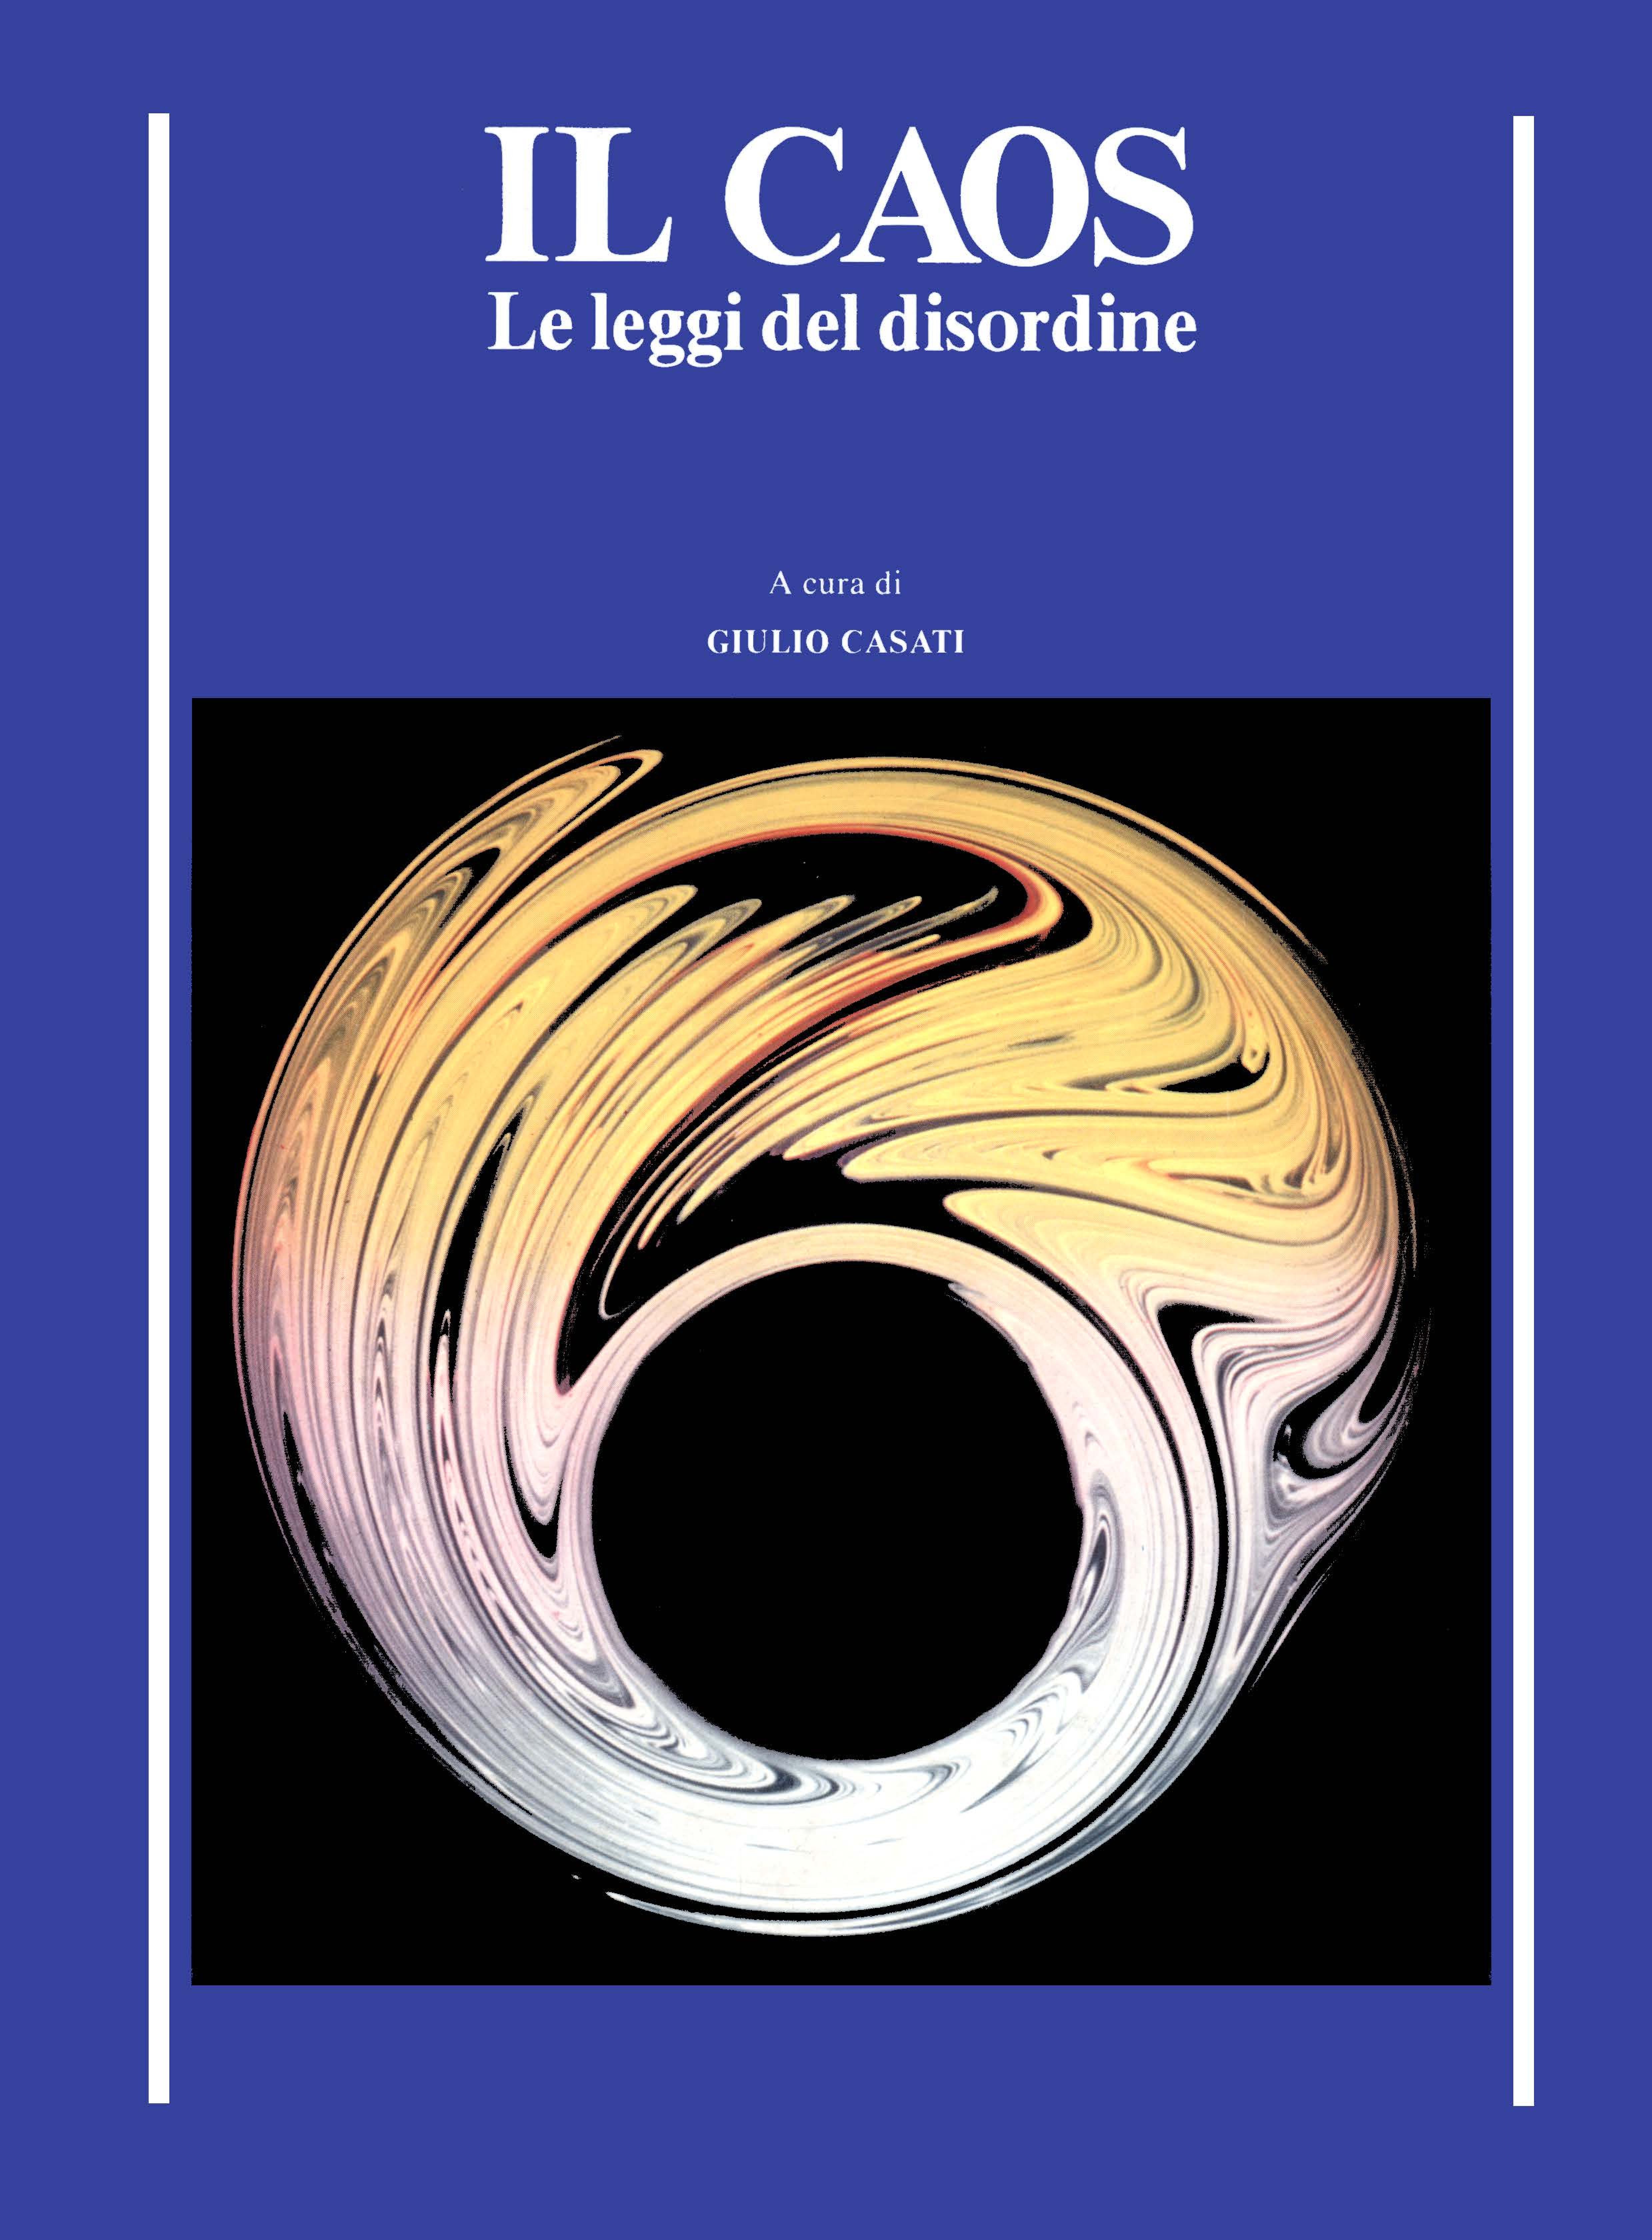 IL CAOS
Le leggi del disordine
A cura di
GIULIO CASATI